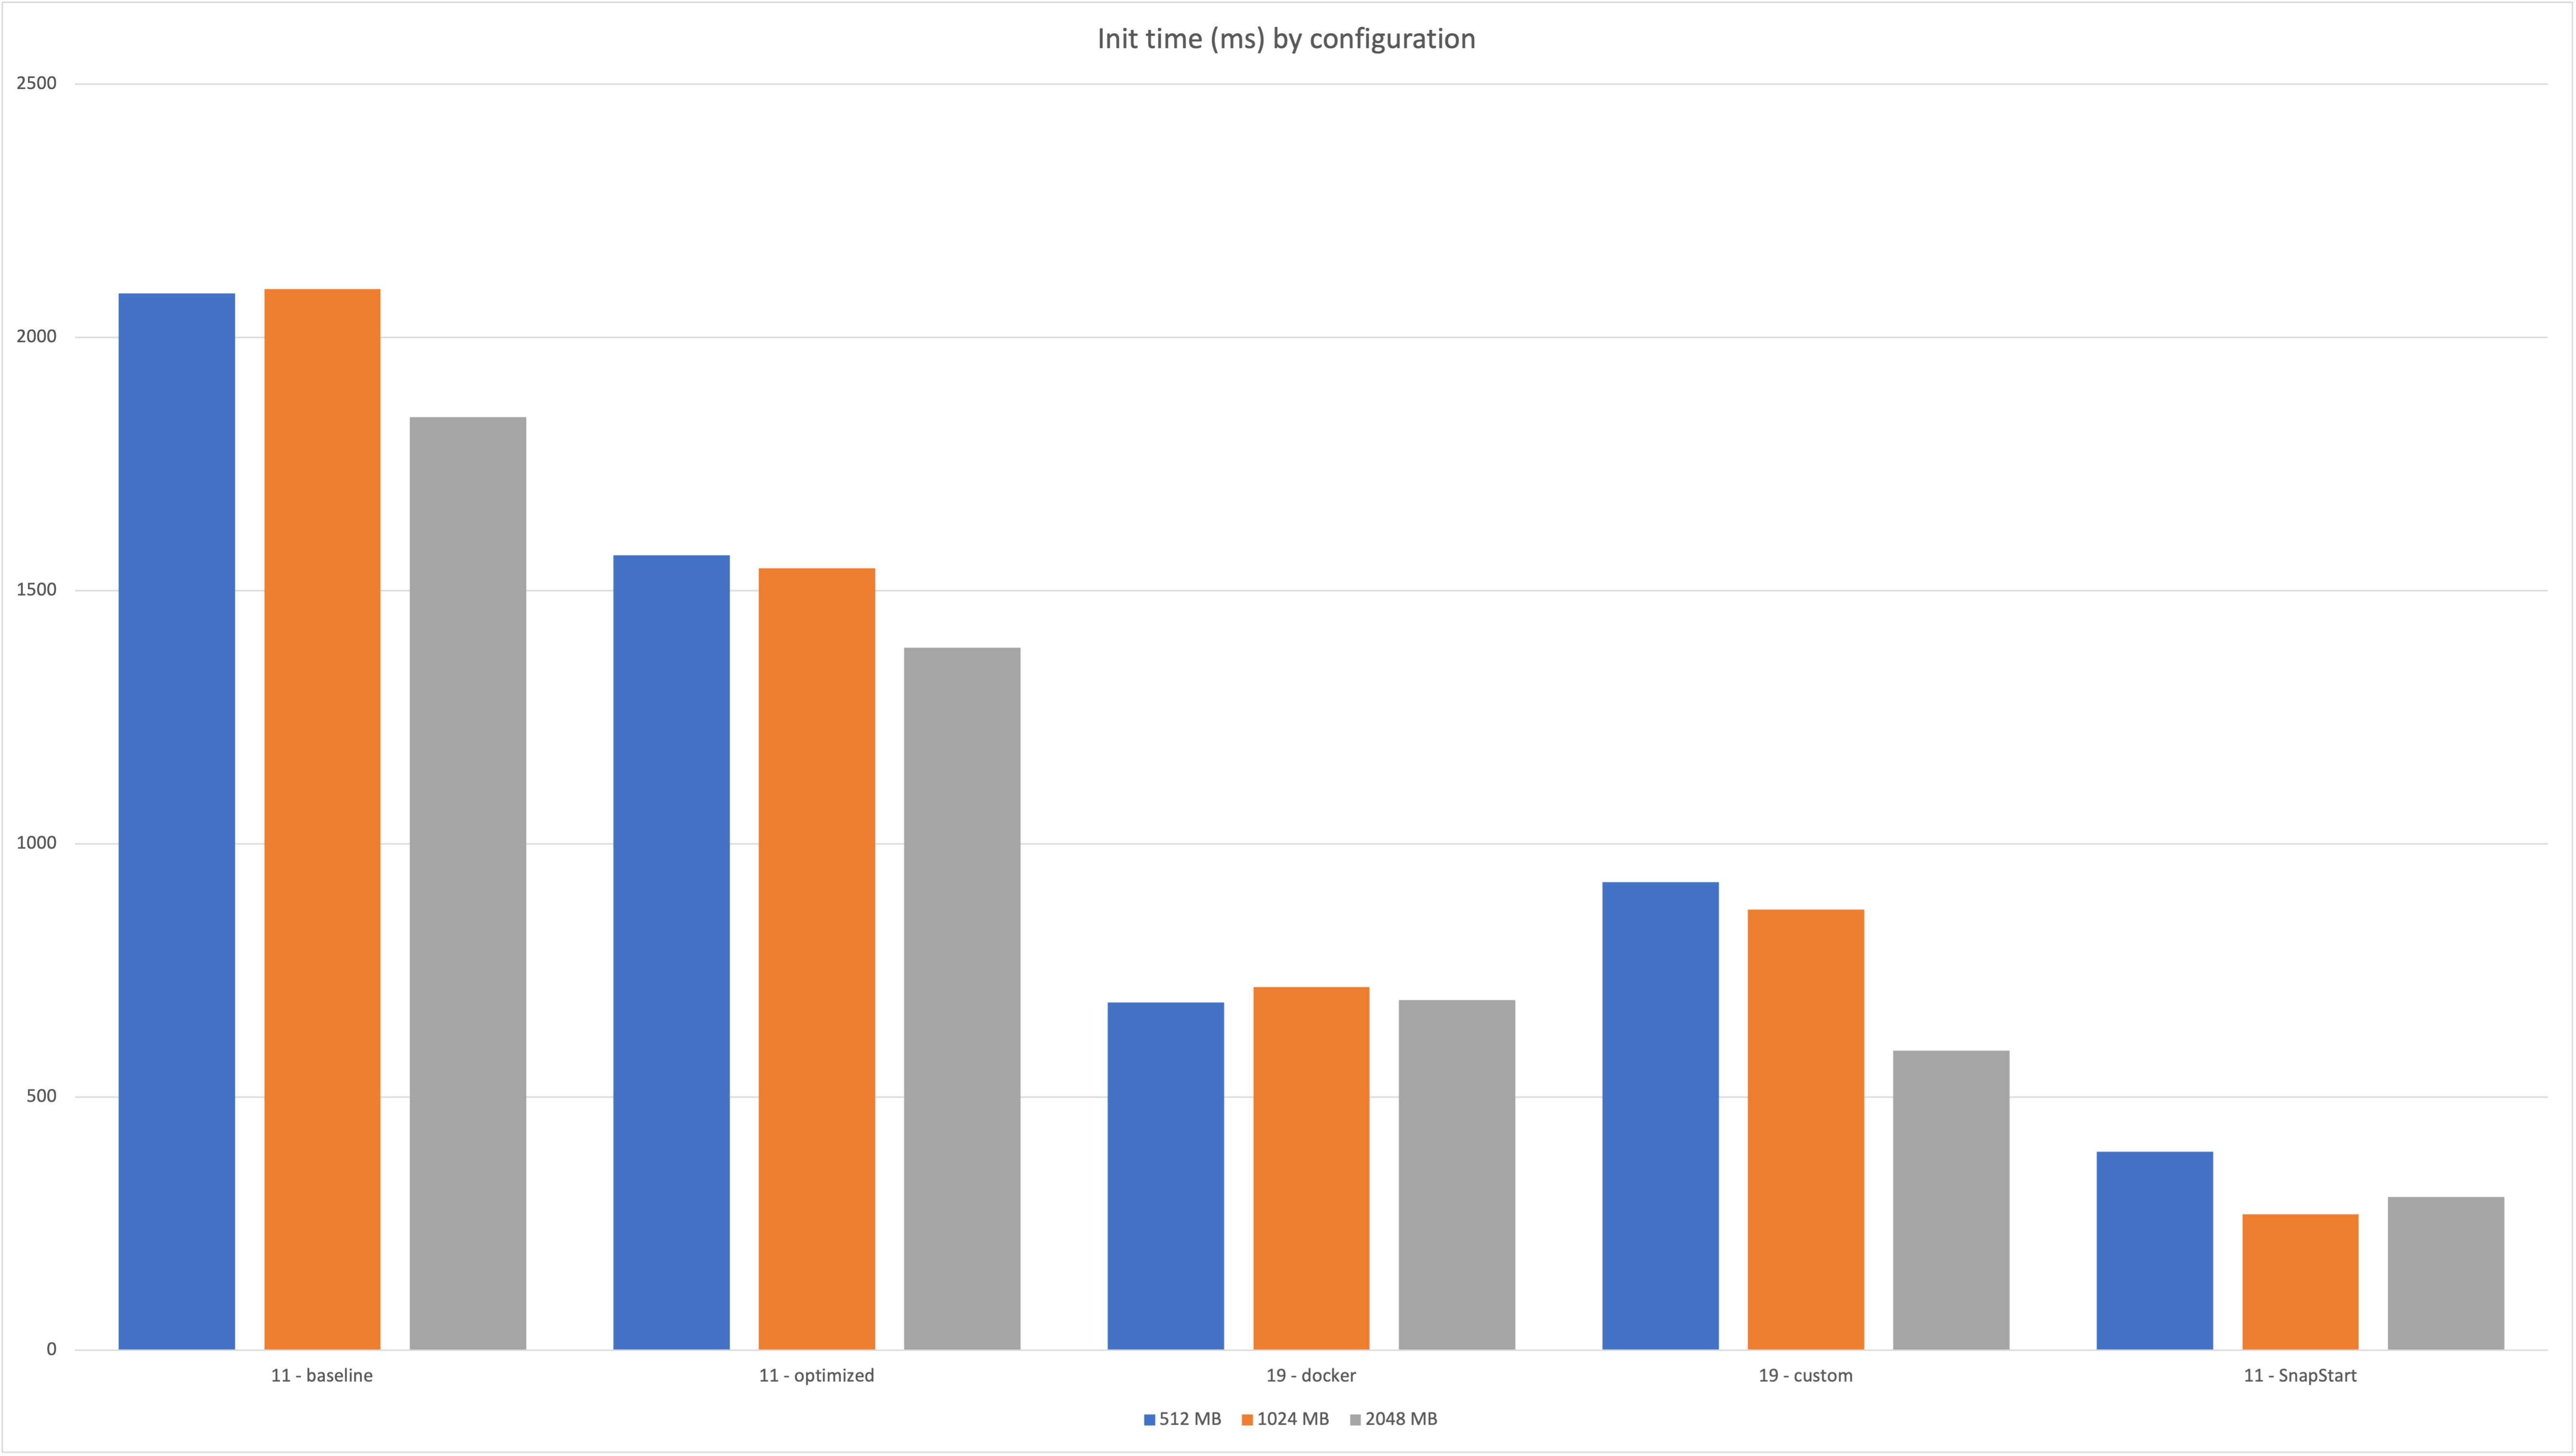 Init time (ms) by configuration
2500
2000
1500
1000
500
0
11 - baseline 11 - optimized 19 - docker 19 - custom 11 - SnapStart
512 MB 1024 MB 2048 MB